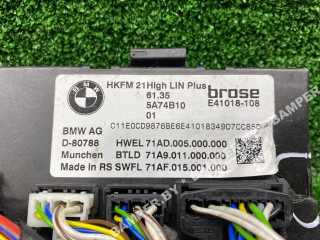 HKFM 21High LIN Plus
61.35
5A74B10
01
brose
E41018-108
BMW AG
D-80788
Munchen
Made in RS
HWEL 71AD.005.000.000
BTLD 71A9.011.000.000
SWFL 71AF.015.001.000